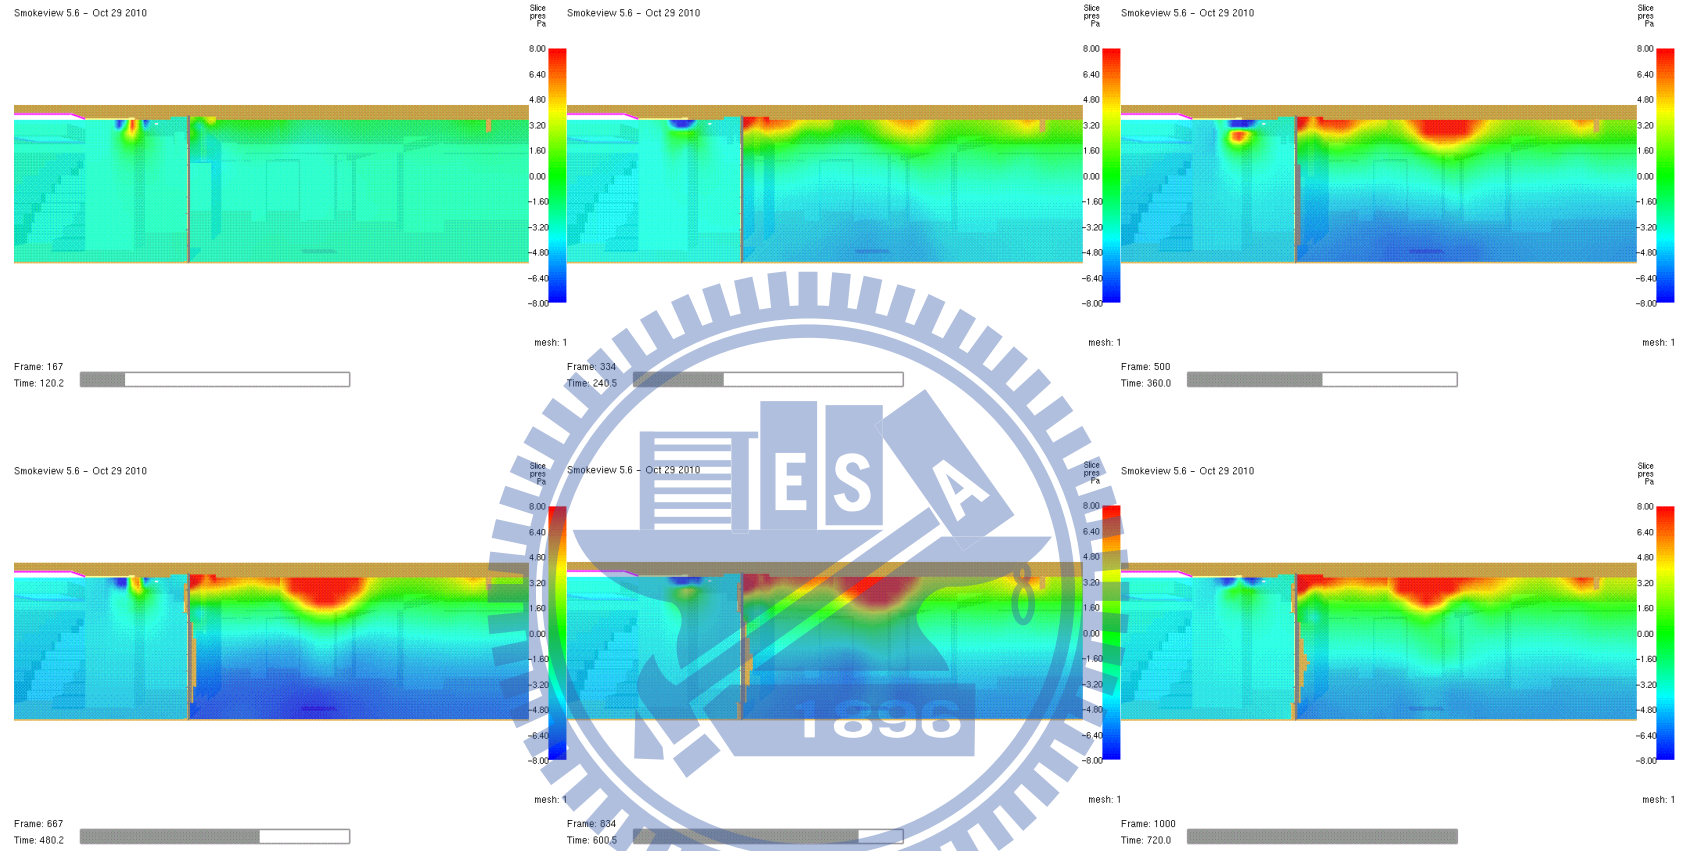 Smokeview 5.6 – Oct 29 2010
Slice
pres
Pa
8.00
6.40
4.80
3.20
1.60
0.00
−1.60
−3.20
−4.80
−6.40
−8.00
mesh: 1
Frame: 167
Time: 120.2
Smokeview 5.6 – Oct 29 2010
Slice
pres
Pa
8.00
6.40
4.80
3.20
1.60
0.00
−1.60
−3.20
−4.80
−6.40
−8.00
mesh: 1
Frame: 334
Time: 240.5
Smokeview 5.6 – Oct 29 2010
Slice
pres
Pa
8.00
6.40
4.80
3.20
1.60
0.00
−1.60
−3.20
−4.80
−6.40
−8.00
mesh: 1
Frame: 500
Time: 360.0
Smokeview 5.6 – Oct 29 2010
Slice
pres
Pa
8.00
6.40
4.80
3.20
1.60
0.00
−1.60
−3.20
−4.80
−6.40
−8.00
mesh: 1
Frame: 667
Time: 480.2
Smokeview 5.6 – Oct 29 2010
Slice
pres
Pa
8.00
6.40
4.80
3.20
1.60
0.00
−1.60
−3.20
−4.80
−6.40
−8.00
mesh: 1
Frame: 834
Time: 600.5
Smokeview 5.6 – Oct 29 2010
Slice
pres
Pa
8.00
6.40
4.80
3.20
1.60
0.00
−1.60
−3.20
−4.80
−6.40
−8.00
mesh: 1
Frame: 1000
Time: 720.0
E S A
8
1896